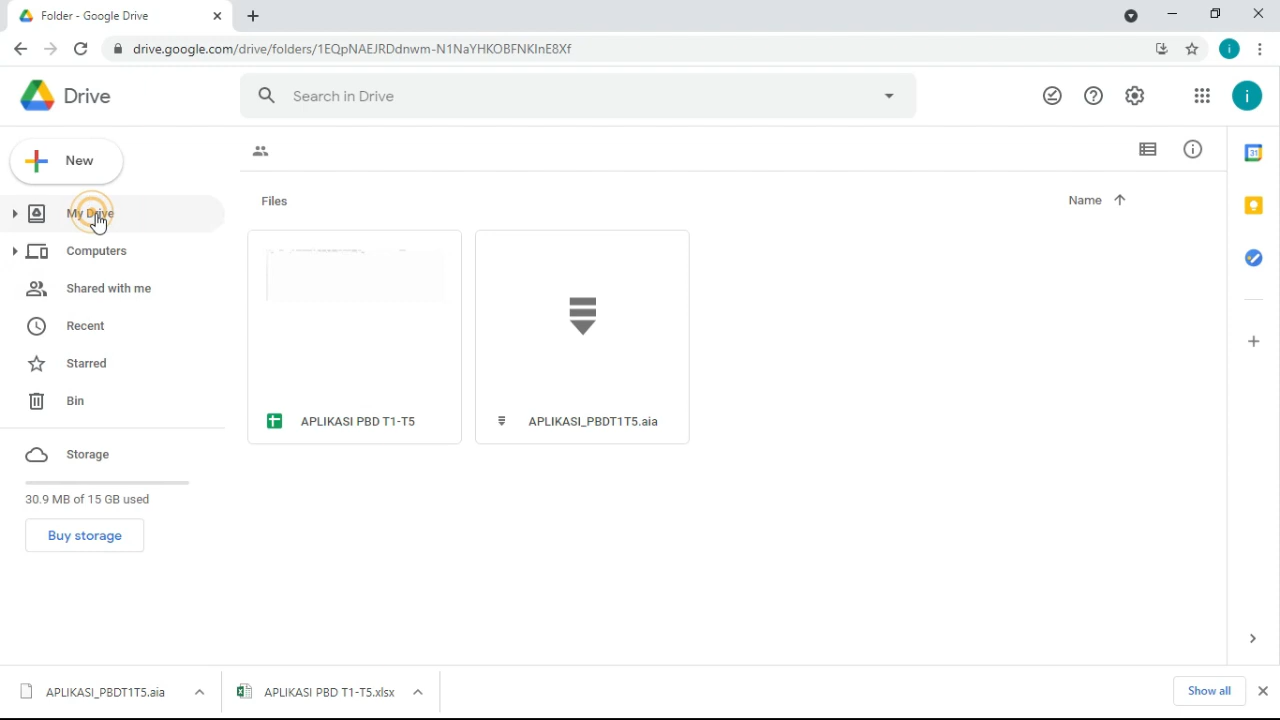 Folder - Google Drive
drive.google.com/drive/folders/1EQpNAEJRDdnwm-N1NaYHKOBFNKlnE8Xf
i
Drive
Search in Drive
i
New
31
My Drive
Files
Name
Computers
Shared with me
Recent
Starred
Bin
APLIKASI PBD T1-T5
APLIKASI_PBDT1T5.aia
Storage
30.9 MB of 15 GB used
Buy storage
APLIKASI_PBDT1T5.aia
APLIKASI PBD T1-T5.xlsx
Show all